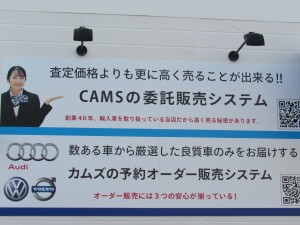 査定価格よりも更に高く売ることが出来る!!
CAMSの委託販売システム
創業40年、輸入車を取り扱っている当店だから高く売る秘密があります。
数ある車から厳選した良質車のみをお届けする
Audi
カムズの予約オーダー販売システム
VOLVO
オーダー販売には3つの安心が揃っている!